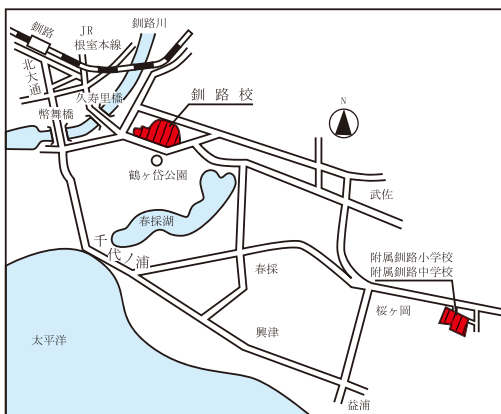 釧路川
JR
根室本線
釧路
北大通
久寿里橋
釧路校
幣舞橋
N
鶴ヶ岱公園
武佐
春採湖
千代ノ浦
春採
附属釧路小学校
附属釧路中学校
桜ヶ岡
太平洋
興津
益浦